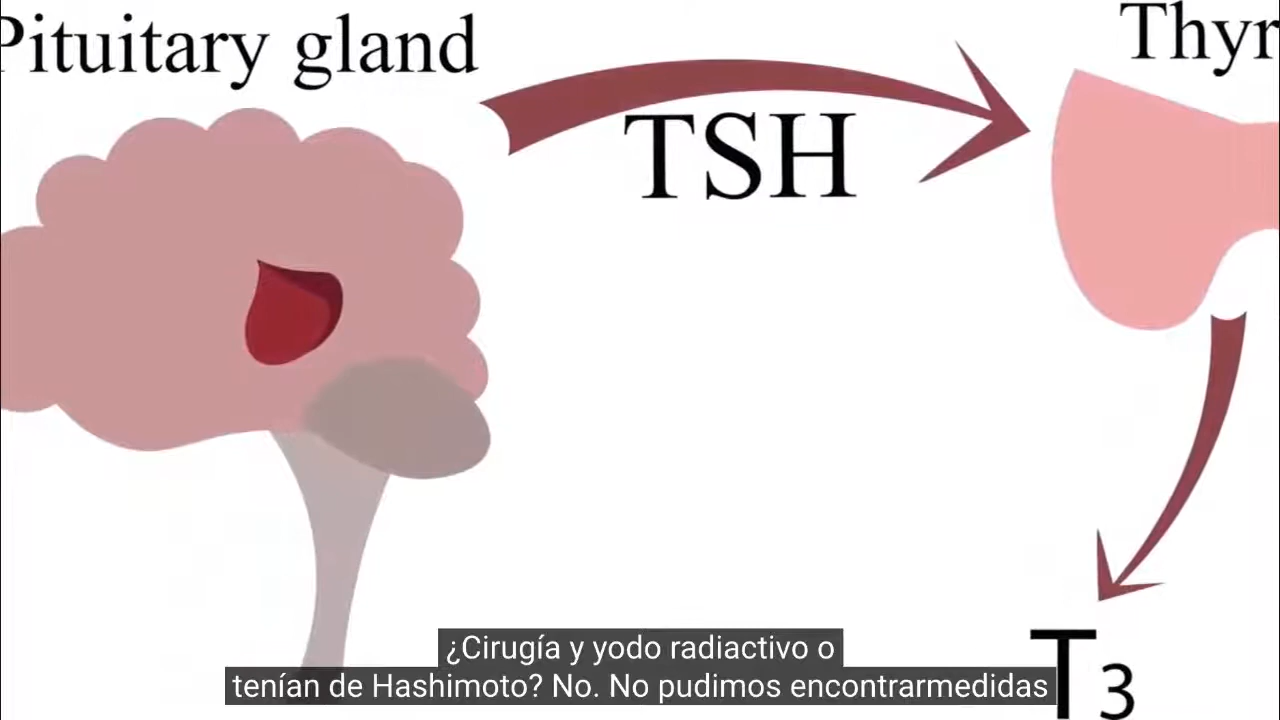 Pituitary gland
Thyr
TSH
T3
¿Cirugía y yodo radiactivo o
tenían de Hashimoto? No. No pudimos encontrarmedidas